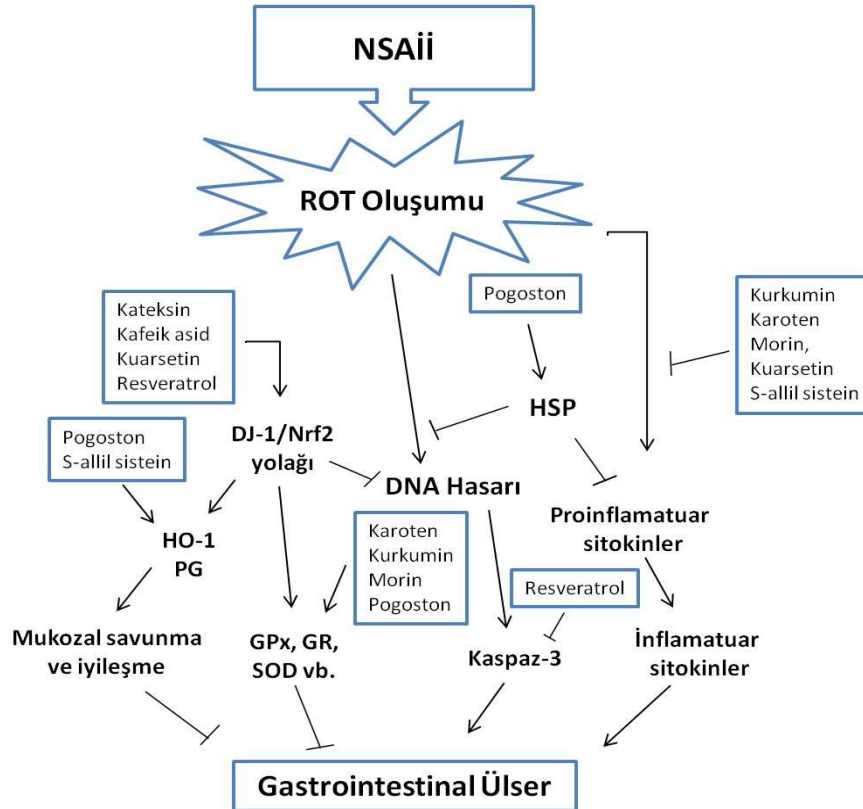 NSAİİ
ROT Oluşumu
Pogoston
Kateksin
Kafeik asid
Kuarsetin
Resveratrol
Kurkumin
Karoten
Morin,
Kuarsetin
S-allil sistein
HSP
Pogoston
S-allil sistein
DJ-1/Nrf2
yolağı
DNA Hasarı
Proinflamatuar
sitokinler
HO-1
PG
Karoten
Kurkumin
Morin
Pogoston
Resveratrol
Mukozal savunma
ve iyileşme
GPx, GR,
SOD vb.
Kaspaz-3
İnflamatuar
sitokinler
Gastrointestinal Ülser